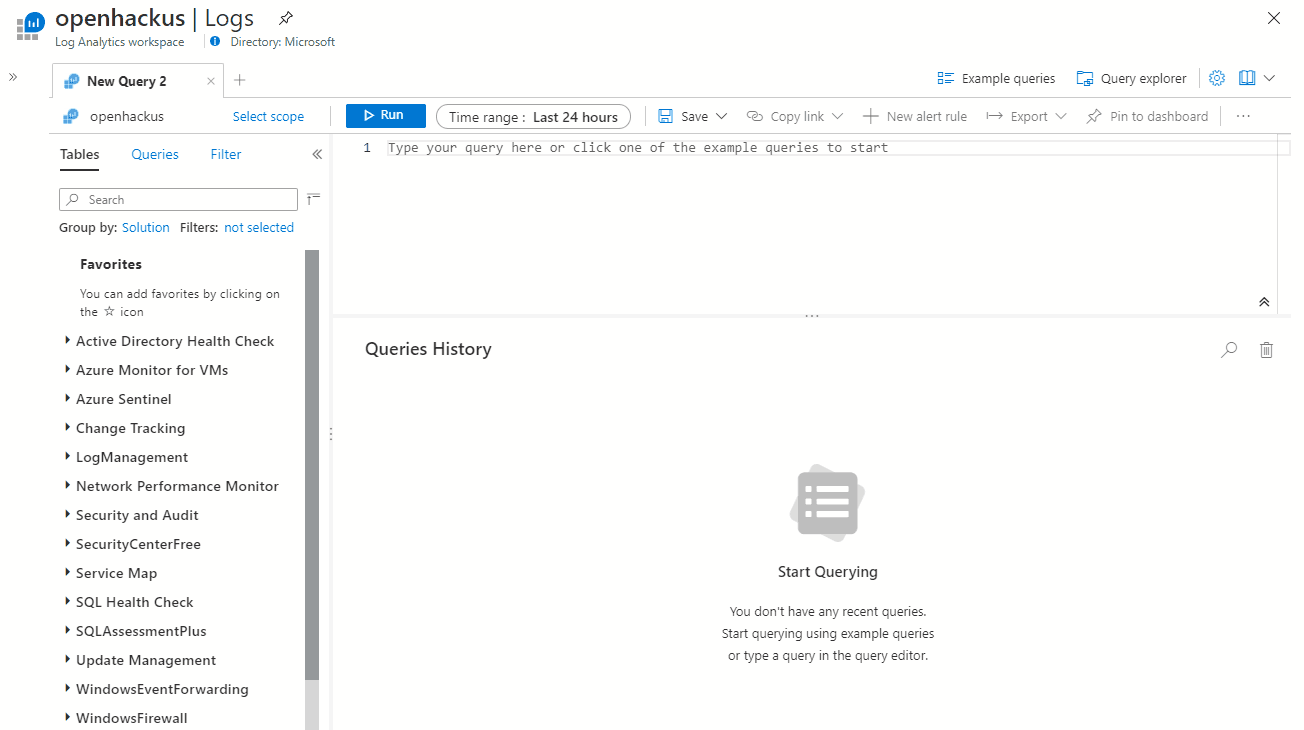 openhackus | Logs
Log Analytics workspace
Directory: Microsoft
New Query 2
Example queries
Query explorer
openhackus
Select scope
Run
Time range : Last 24 hours
Save
Copy link
New alert rule
Export
Pin to dashboard
Tables
Queries
Filter
1
Type your query here or click one of the example queries to start
Search
Group by: Solution
Filters: not selected
Favorites
You can add favorites by clicking on
the ☆ icon
Active Directory Health Check
Azure Monitor for VMs
Azure Sentinel
Change Tracking
LogManagement
Network Performance Monitor
Security and Audit
SecurityCenterFree
Service Map
SQL Health Check
SQLAssessmentPlus
Update Management
WindowsEventForwarding
WindowsFirewall
Queries History
Start Querying
You don't have any recent queries.
Start querying using example queries
or type a query in the query editor.